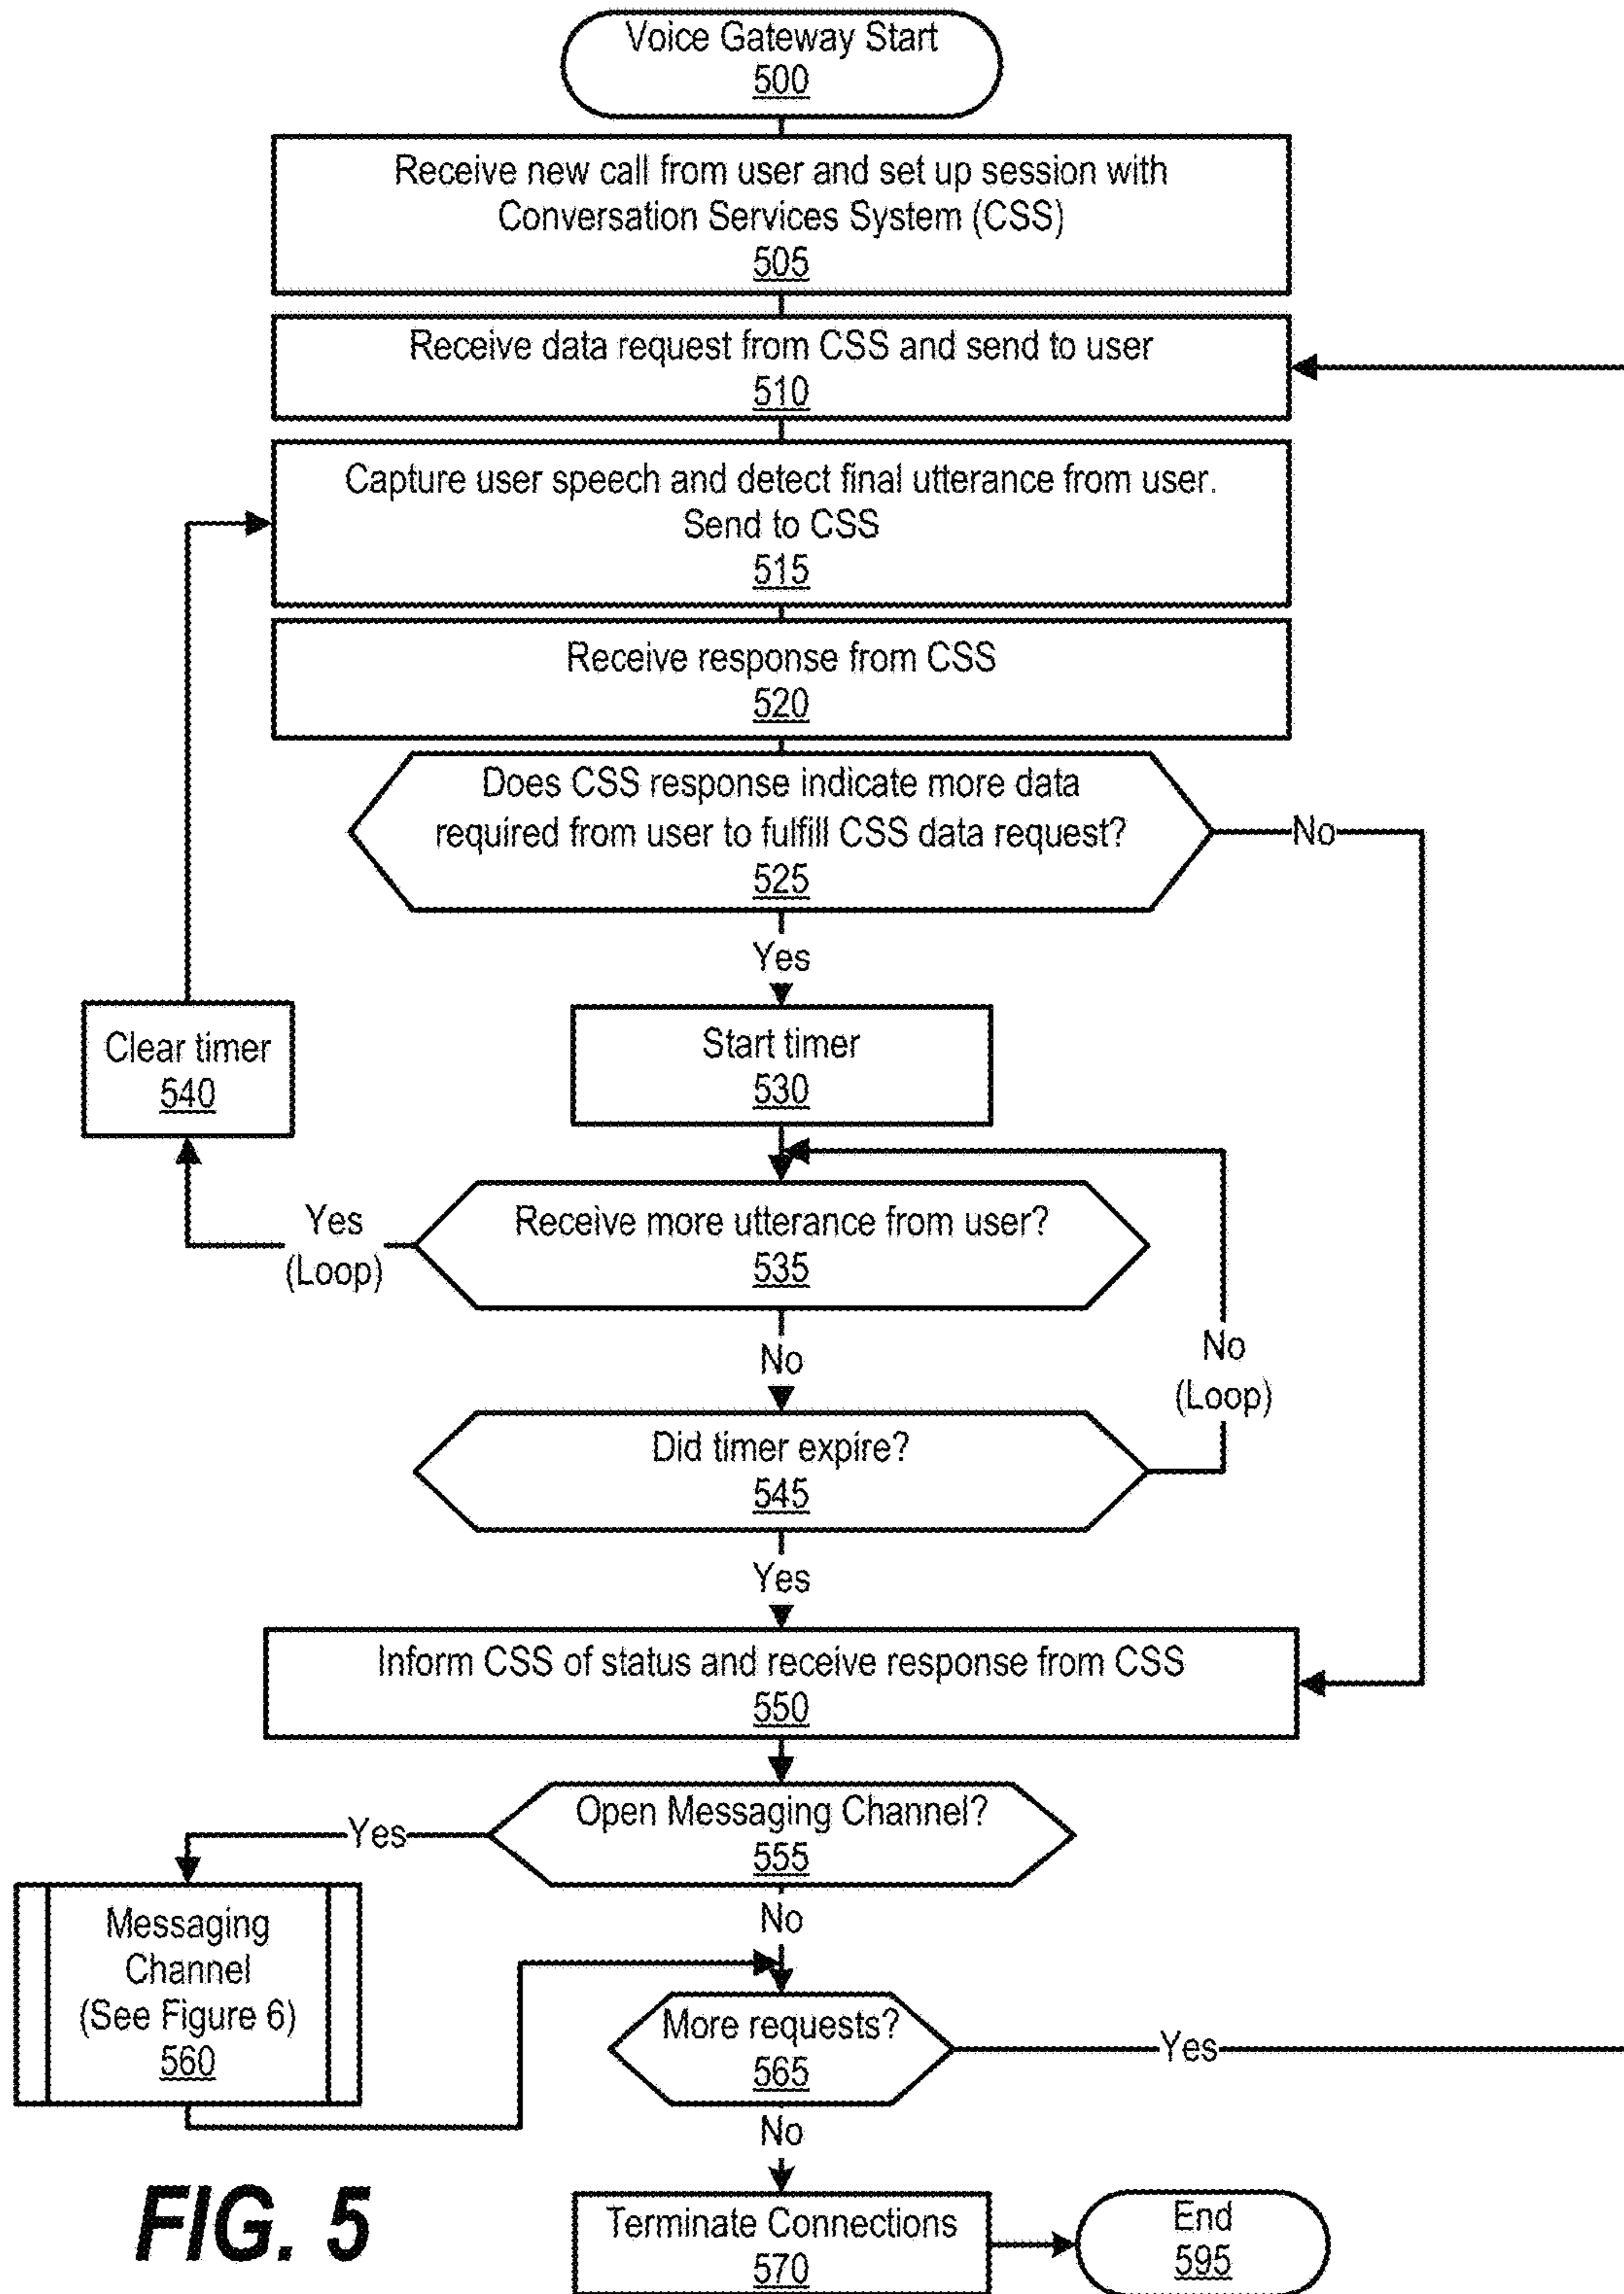 Voice Gateway Start
500
Receive new call from user and set up session with
Conversation Services System (CSS)
505
Receive data request from CSS and send to user
510
Capture user speech and detect final utterance from user.
Send to CSS
515
Receive response from CSS
520
Does CSS response indicate more data
required from user to fulfill CSS data request?
525
No
Yes
Clear timer
540
Start timer
530
Yes
(Loop)
Receive more utterance from user?
535
No
No
(Loop)
Did timer expire?
545
Yes
Inform CSS of status and receive response from CSS
550
Yes
Open Messaging Channel?
555
No
Messaging
Channel
(See Figure 6)
560
More requests?
565
Yes
No
Terminate Connections
570
End
595
FIG. 5